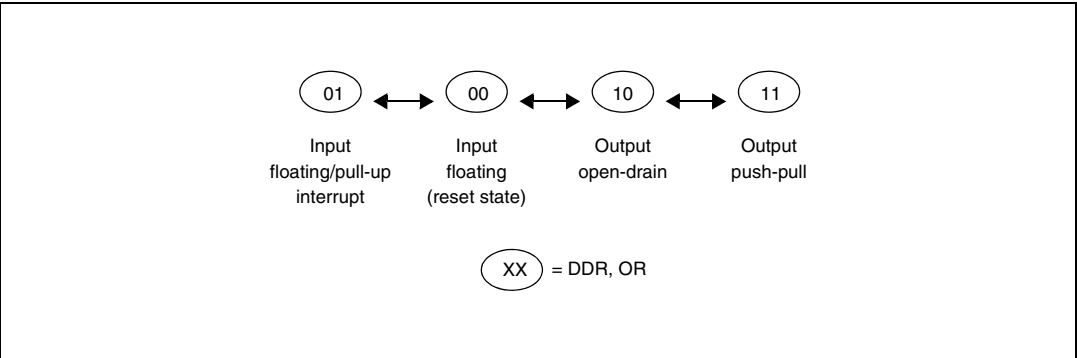 01 00 10 11
Input Input Output Output
floating/pull-up floating open-drain push-pull
interrupt (reset state)
XX = DDR, OR